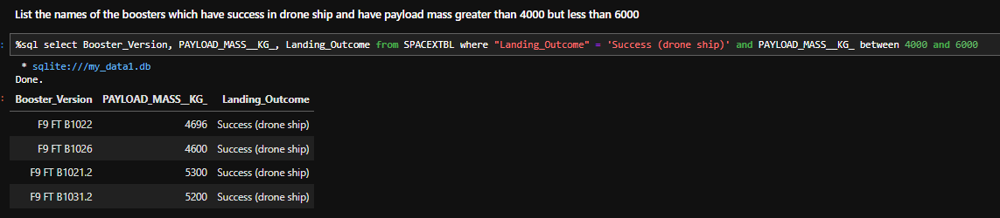 List the names of the boosters which have success in drone ship and have payload mass greater than 4000 but less than 6000
: %sql select Booster_Version, PAYLOAD_MASS__KG_, Landing_Outcome from SPACEXTBL where "Landing_Outcome" = 'Success (drone ship)' and PAYLOAD_MASS__KG_ between 4000 and 6000
* sqlite:///my_data1.db
Done.
: Booster_Version PAYLOAD_MASS__KG_ Landing_Outcome
F9 FT B1022 4696 Success (drone ship)
F9 FT B1026 4600 Success (drone ship)
F9 FT B1021.2 5300 Success (drone ship)
F9 FT B1031.2 5200 Success (drone ship)